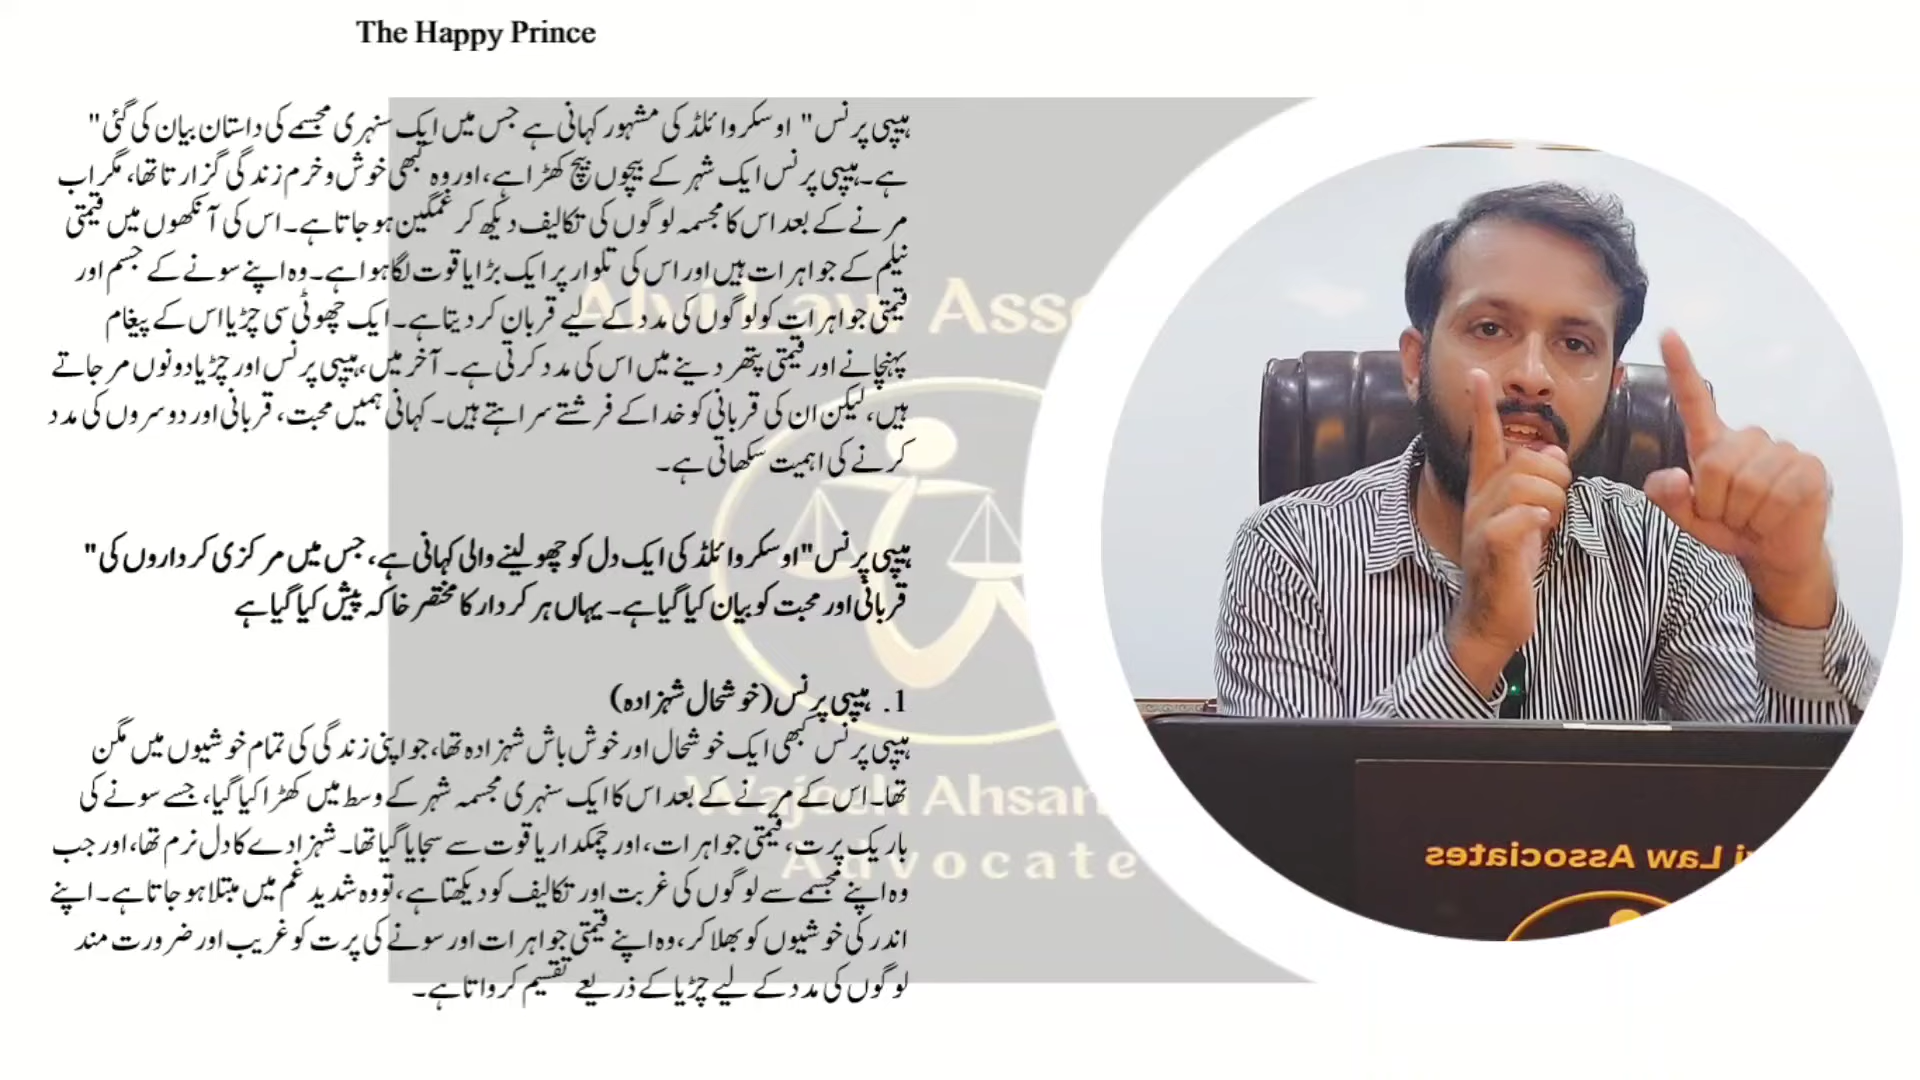 The Happy Prince
ہیپی پرنس" اوسکر وائلڈ کی مشہور کہانی ہے جس میں ایک سنہری مجسمے کی داستان بیان کی گئی"
ہے۔ ہیپی پرنس ایک شہر کے بیچوں بیچ کھڑا ہے، اور وہ کبھی خوش و خرم زندگی گزارتا تھا، مگر اب
مرنے کے بعد اس کا مجسمہ لوگوں کی تکالیف دیکھ کر غمگین ہو جاتا ہے۔ اس کی آنکھوں میں قیمتی
نیلم کے جواہرات ہیں اور اس کی تلوار پر ایک بڑا یاقوت لگا ہوا ہے۔ وہ اپنے سونے کے جسم اور
قیمتی جواہرات کو لوگوں کی مدد کے لیے قربان کر دیتا ہے۔ ایک چھوٹی سی چڑیا اس کے پیغام
پہنچانے اور قیمتی پتھر دینے میں اس کی مدد کرتی ہے۔ آخر میں، ہیپی پرنس اور چڑیا دونوں مر جاتے
ہیں، لیکن ان کی قربانی کو خدا کے فرشتے سراہتے ہیں۔ کہانی ہمیں محبت، قربانی اور دوسروں کی مدد
کرنے کی اہمیت سکھاتی ہے۔
ہیپی پرنس" اوسکر وائلڈ کی ایک دل کو چھو لینے والی کہانی ہے، جس میں مرکزی کرداروں کی"
قربانی اور محبت کو بیان کیا گیا ہے۔ یہاں ہر کردار کا مختصر خاکہ پیش کیا گیا ہے
1. ہیپی پرنس (خوشحال شہزادہ)
ہیپی پرنس کبھی ایک خوشحال اور خوش باش شہزادہ تھا، جو اپنی زندگی کی تمام خوشیوں میں مگن
تھا۔ اس کے مرنے کے بعد اس کا ایک سنہری مجسمہ شہر کے وسط میں کھڑا کیا گیا، جسے سونے کی
باریک پرت، قیمتی جواہرات، اور چمکدار یاقوت سے سجایا گیا تھا۔ شہزادے کا دل نرم تھا، اور جب
وہ اپنے مجسمے سے لوگوں کی غربت اور تکالیف کو دیکھتا ہے، تو وہ شدید غم میں مبتلا ہو جاتا ہے۔ اپنے
اندر کی خوشیوں کو بھلا کر، وہ اپنے قیمتی جواہرات اور سونے کی پرت کو غریب اور ضرورت مند
لوگوں کی مدد کے لیے چڑیا کے ذریعے تقسیم کرواتا ہے۔
Alvi Law Asso
Wajeeh Ahsan
Advocate
Law Associates